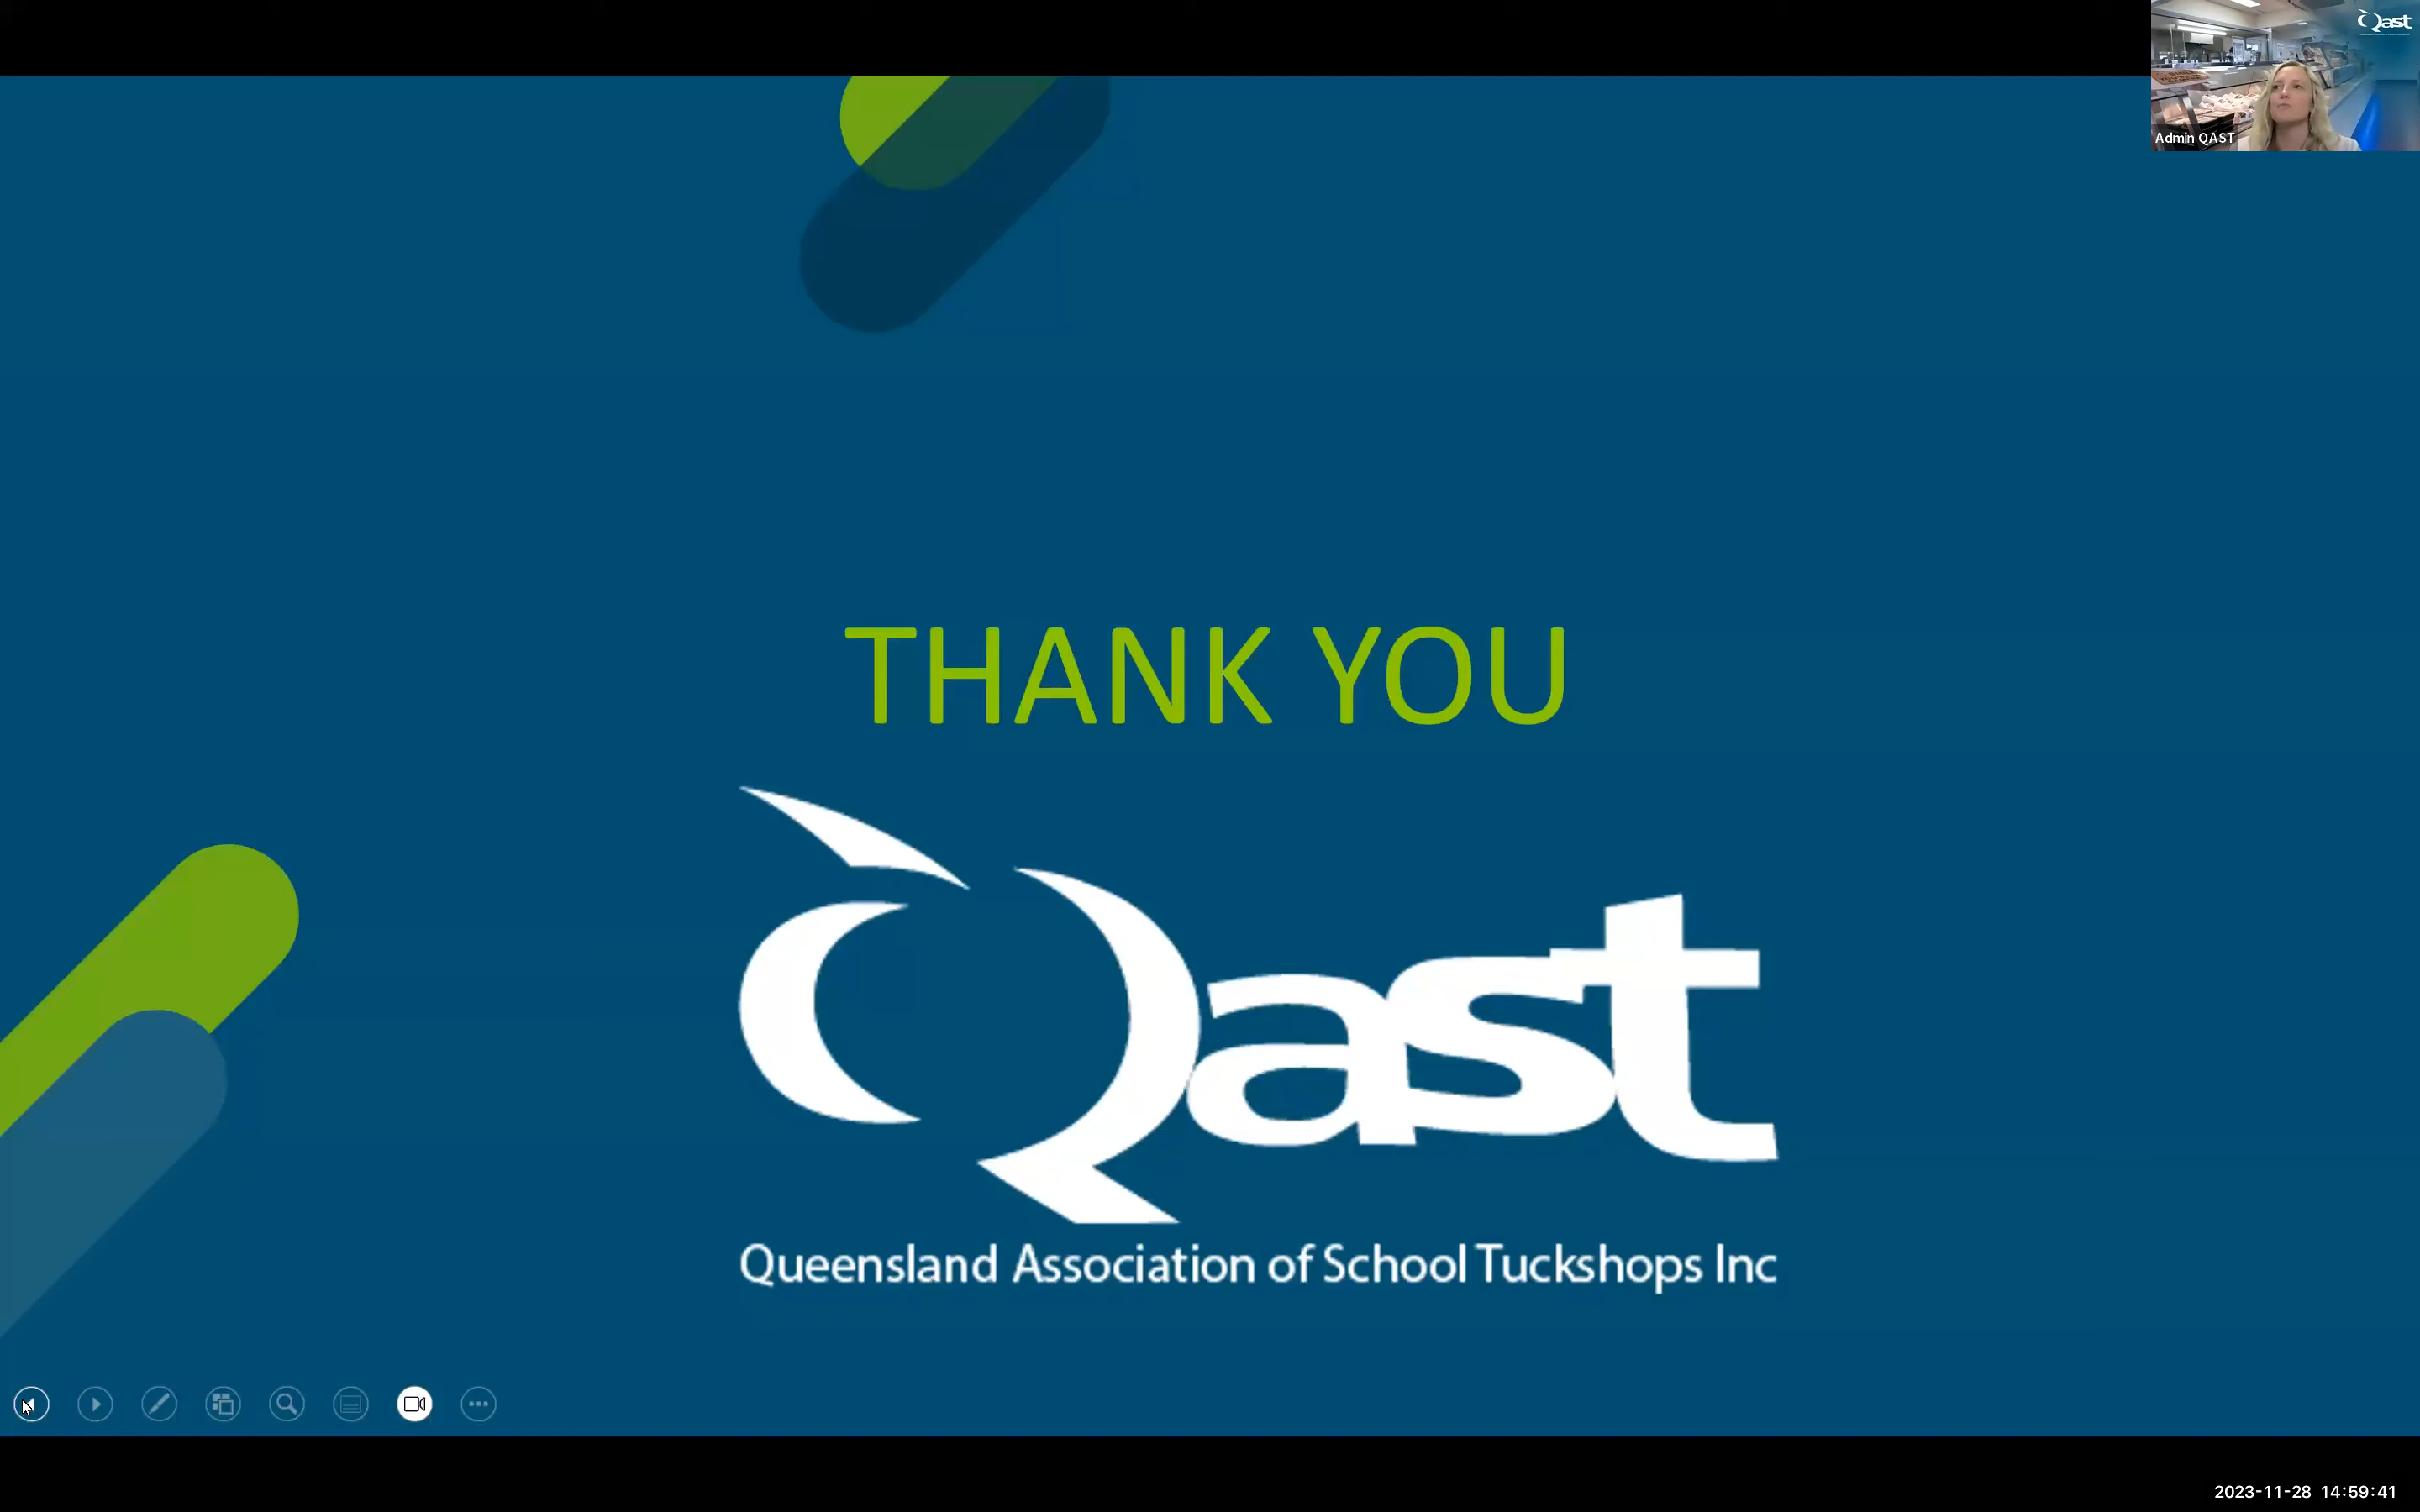 Qast
Admin QAST
THANK YOU
Qast
Queensland Association of School Tuckshops Inc
2023-11-28 14:59:41